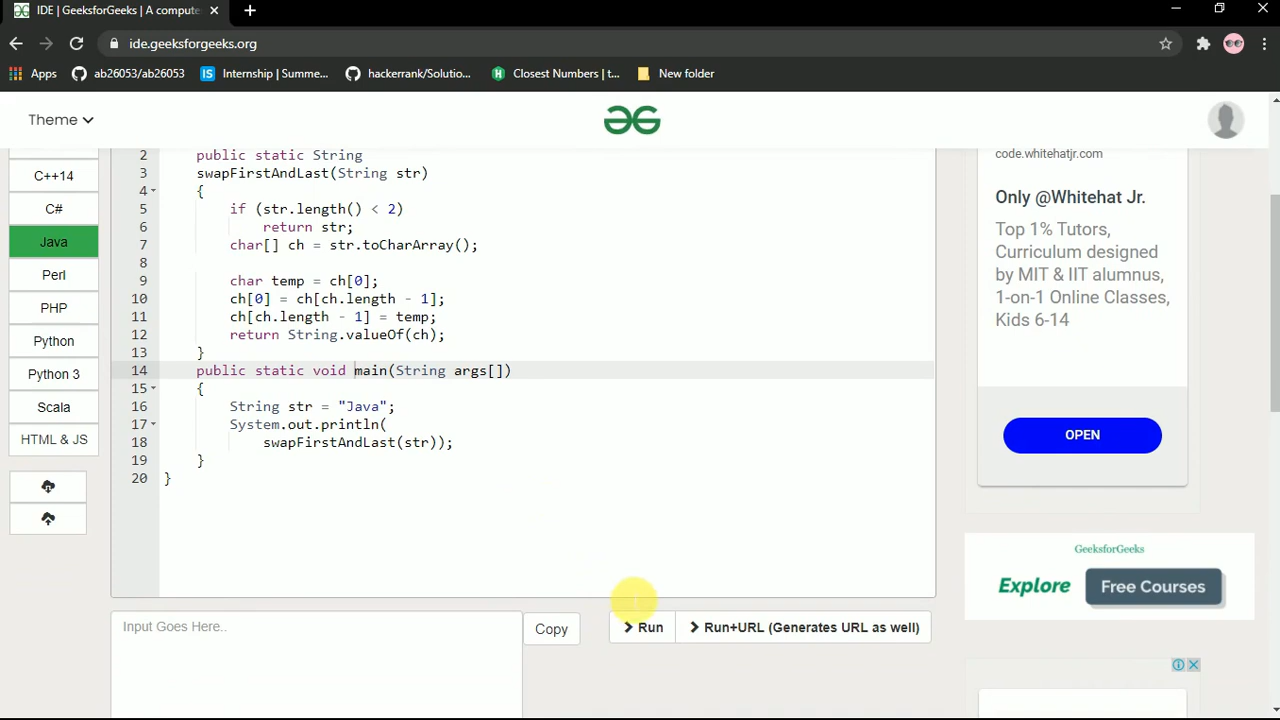 IDE | GeeksforGeeks | A compute
ide.geeksforgeeks.org
Apps
ab26053/ab26053
IS
Internship | Summe...
hackerrank/Solutio...
Closest Numbers | t...
New folder
Theme
C++14
C#
Java
Perl
PHP
Python
Python 3
Scala
HTML & JS
2 public static String
3 swapFirstAndLast(String str)
4 {
5 if (str.length() < 2)
6 return str;
7 char[] ch = str.toCharArray();
8
9 char temp = ch[0];
10 ch[0] = ch[ch.length - 1];
11 ch[ch.length - 1] = temp;
12 return String.valueOf(ch);
13 }
14 public static void main(String args[])
15 {
16 String str = "Java";
17 System.out.println(
18 swapFirstAndLast(str));
19 }
20 }
Input Goes Here..
Copy
Run
Run+URL (Generates URL as well)
code.whitehatjr.com
Only @Whitehat Jr.
Top 1% Tutors,
Curriculum designed
by MIT & IIT alumnus,
1-on-1 Online Classes,
Kids 6-14
OPEN
GeeksforGeeks
Explore
Free Courses